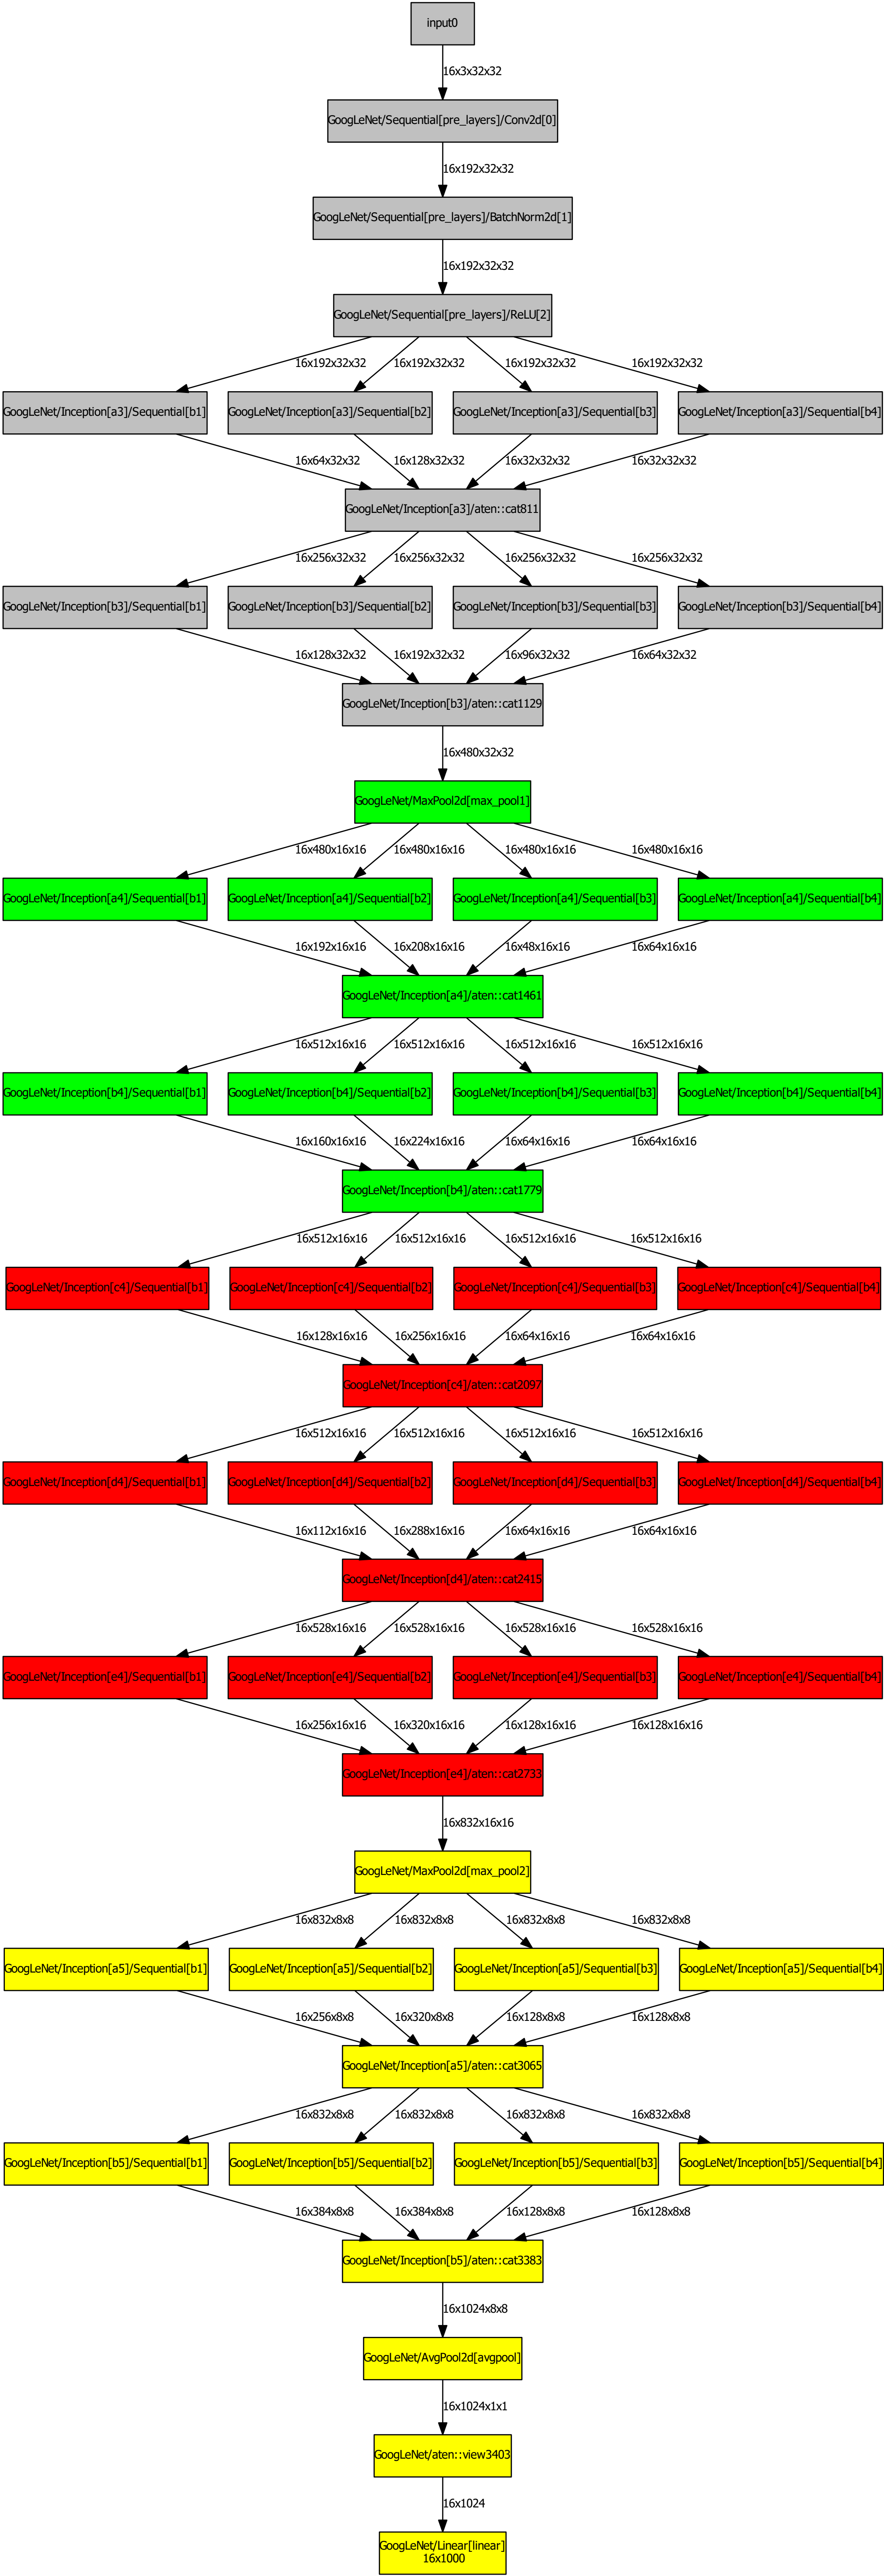 input0
16x3x32x32
GoogLeNet/Sequential[pre_layers]/Conv2d[0]
16x192x32x32
GoogLeNet/Sequential[pre_layers]/BatchNorm2d[1]
16x192x32x32
GoogLeNet/Sequential[pre_layers]/ReLU[2]
16x192x32x32 16x192x32x32 16x192x32x32 16x192x32x32
GoogLeNet/Inception[a3]/Sequential[b1] GoogLeNet/Inception[a3]/Sequential[b2] GoogLeNet/Inception[a3]/Sequential[b3] GoogLeNet/Inception[a3]/Sequential[b4]
16x64x32x32 16x128x32x32 16x32x32x32 16x32x32x32
GoogLeNet/Inception[a3]/aten::cat811
16x256x32x32 16x256x32x32 16x256x32x32 16x256x32x32
GoogLeNet/Inception[b3]/Sequential[b1] GoogLeNet/Inception[b3]/Sequential[b2] GoogLeNet/Inception[b3]/Sequential[b3] GoogLeNet/Inception[b3]/Sequential[b4]
16x128x32x32 16x192x32x32 16x96x32x32 16x64x32x32
GoogLeNet/Inception[b3]/aten::cat1129
16x480x32x32
GoogLeNet/MaxPool2d[max_pool1]
16x480x16x16 16x480x16x16 16x480x16x16 16x480x16x16
GoogLeNet/Inception[a4]/Sequential[b1] GoogLeNet/Inception[a4]/Sequential[b2] GoogLeNet/Inception[a4]/Sequential[b3] GoogLeNet/Inception[a4]/Sequential[b4]
16x192x16x16 16x208x16x16 16x48x16x16 16x64x16x16
GoogLeNet/Inception[a4]/aten::cat1461
16x512x16x16 16x512x16x16 16x512x16x16 16x512x16x16
GoogLeNet/Inception[b4]/Sequential[b1] GoogLeNet/Inception[b4]/Sequential[b2] GoogLeNet/Inception[b4]/Sequential[b3] GoogLeNet/Inception[b4]/Sequential[b4]
16x160x16x16 16x224x16x16 16x64x16x16 16x64x16x16
GoogLeNet/Inception[b4]/aten::cat1779
16x512x16x16 16x512x16x16 16x512x16x16 16x512x16x16
GoogLeNet/Inception[c4]/Sequential[b1] GoogLeNet/Inception[c4]/Sequential[b2] GoogLeNet/Inception[c4]/Sequential[b3] GoogLeNet/Inception[c4]/Sequential[b4]
16x128x16x16 16x256x16x16 16x64x16x16 16x64x16x16
GoogLeNet/Inception[c4]/aten::cat2097
16x512x16x16 16x512x16x16 16x512x16x16 16x512x16x16
GoogLeNet/Inception[d4]/Sequential[b1] GoogLeNet/Inception[d4]/Sequential[b2] GoogLeNet/Inception[d4]/Sequential[b3] GoogLeNet/Inception[d4]/Sequential[b4]
16x112x16x16 16x288x16x16 16x64x16x16 16x64x16x16
GoogLeNet/Inception[d4]/aten::cat2415
16x528x16x16 16x528x16x16 16x528x16x16 16x528x16x16
GoogLeNet/Inception[e4]/Sequential[b1] GoogLeNet/Inception[e4]/Sequential[b2] GoogLeNet/Inception[e4]/Sequential[b3] GoogLeNet/Inception[e4]/Sequential[b4]
16x256x16x16 16x320x16x16 16x128x16x16 16x128x16x16
GoogLeNet/Inception[e4]/aten::cat2733
16x832x16x16
GoogLeNet/MaxPool2d[max_pool2]
16x832x8x8 16x832x8x8 16x832x8x8 16x832x8x8
GoogLeNet/Inception[a5]/Sequential[b1] GoogLeNet/Inception[a5]/Sequential[b2] GoogLeNet/Inception[a5]/Sequential[b3] GoogLeNet/Inception[a5]/Sequential[b4]
16x256x8x8 16x320x8x8 16x128x8x8 16x128x8x8
GoogLeNet/Inception[a5]/aten::cat3065
16x832x8x8 16x832x8x8 16x832x8x8 16x832x8x8
GoogLeNet/Inception[b5]/Sequential[b1] GoogLeNet/Inception[b5]/Sequential[b2] GoogLeNet/Inception[b5]/Sequential[b3] GoogLeNet/Inception[b5]/Sequential[b4]
16x384x8x8 16x384x8x8 16x128x8x8 16x128x8x8
GoogLeNet/Inception[b5]/aten::cat3383
16x1024x8x8
GoogLeNet/AvgPool2d[avgpool]
16x1024x1x1
GoogLeNet/aten::view3403
16x1024
GoogLeNet/Linear[linear]
16x1000